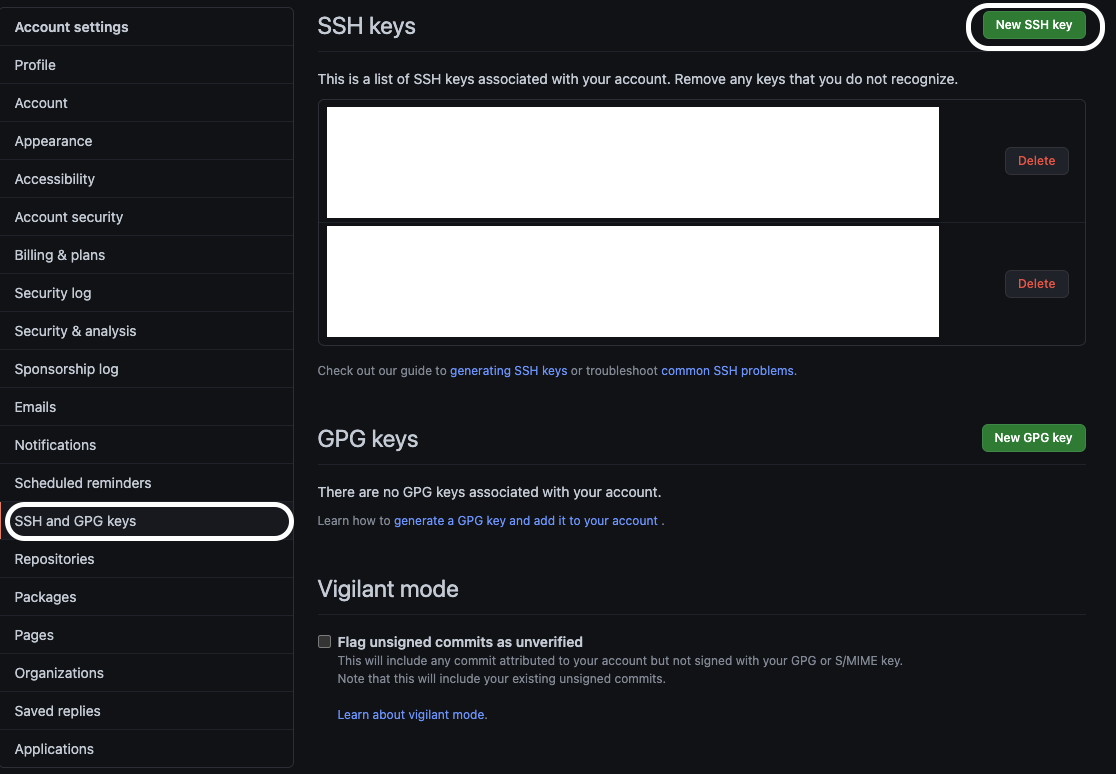 Account settings
Profile
Account
Appearance
Accessibility
Account security
Billing & plans
Security log
Security & analysis
Sponsorship log
Emails
Notifications
Scheduled reminders
SSH and GPG keys
Repositories
Packages
Pages
Organizations
Saved replies
Applications
SSH keys
New SSH key
This is a list of SSH keys associated with your account. Remove any keys that you do not recognize.
Delete
Delete
Check out our guide to generating SSH keys or troubleshoot common SSH problems.
GPG keys
New GPG key
There are no GPG keys associated with your account.
Learn how to generate a GPG key and add it to your account .
Vigilant mode
Flag unsigned commits as unverified
This will include any commit attributed to your account but not signed with your GPG or S/MIME key.
Note that this will include your existing unsigned commits.
Learn about vigilant mode.